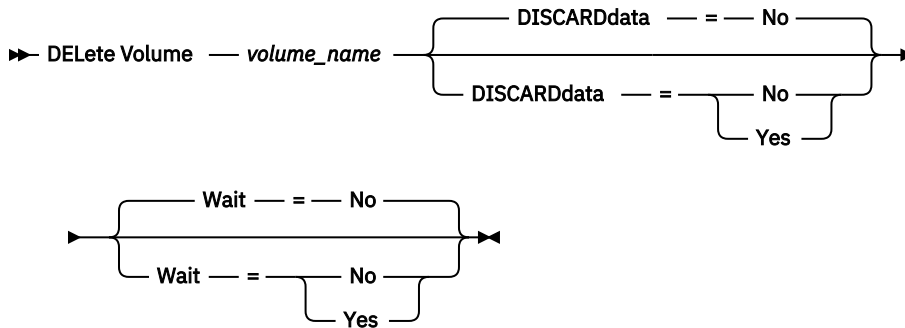 DISCARDdata = No
DELete Volume volume_name
DISCARDdata = No
Yes
Wait = No
Wait = No
Yes